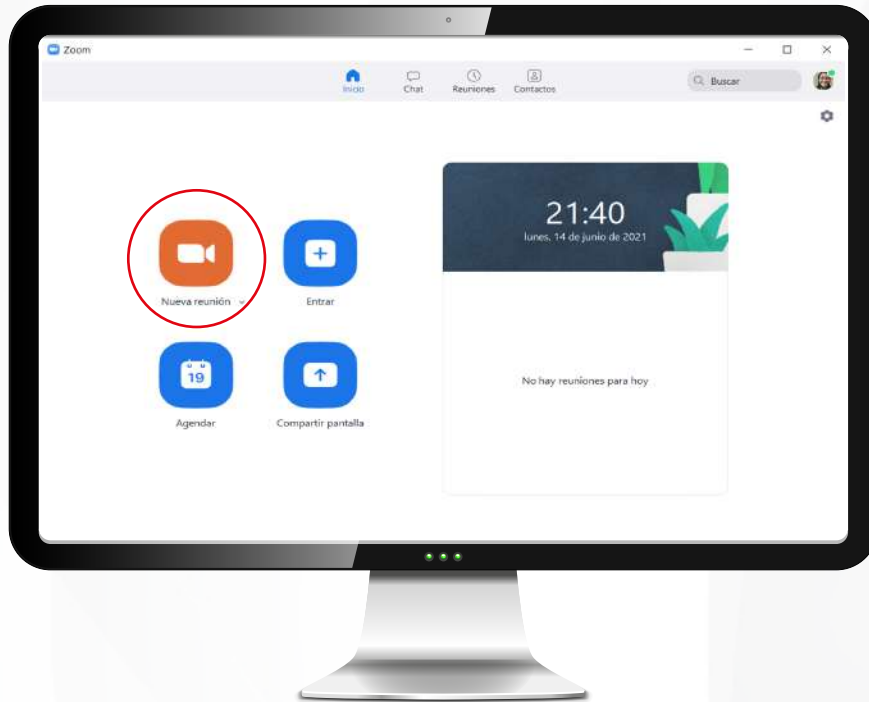 Zoom
Inicio
Chat
Reuniones
Contactos
Buscar
21:40
lunes, 14 de junio de 2021
Nueva reunión
Entrar
19
Agendar
Compartir pantalla
No hay reuniones para hoy